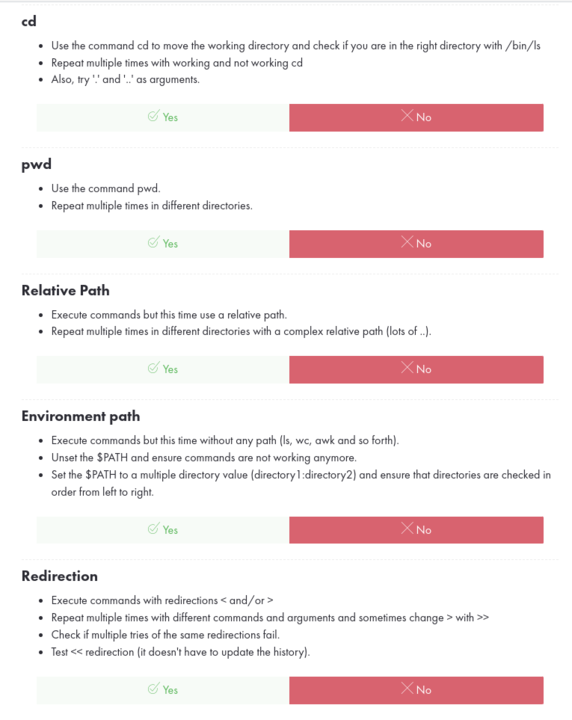 cd
• Use the command cd to move the working directory and check if you are in the right directory with /bin/ls
• Repeat multiple times with working and not working cd
• Also, try '.' and '..' as arguments.
Yes
No
pwd
• Use the command pwd.
• Repeat multiple times in different directories.
Yes
No
Relative Path
• Execute commands but this time use a relative path.
• Repeat multiple times in different directories with a complex relative path (lots of ..).
Yes
No
Environment path
• Execute commands but this time without any path (ls, wc, awk and so forth).
• Unset the $PATH and ensure commands are not working anymore.
• Set the $PATH to a multiple directory value (directory1:directory2) and ensure that directories are checked in
order from left to right.
Yes
No
Redirection
• Execute commands with redirections < and/or >
• Repeat multiple times with different commands and arguments and sometimes change > with >>
• Check if multiple tries of the same redirections fail.
• Test << redirection (it doesn't have to update the history).
Yes
No